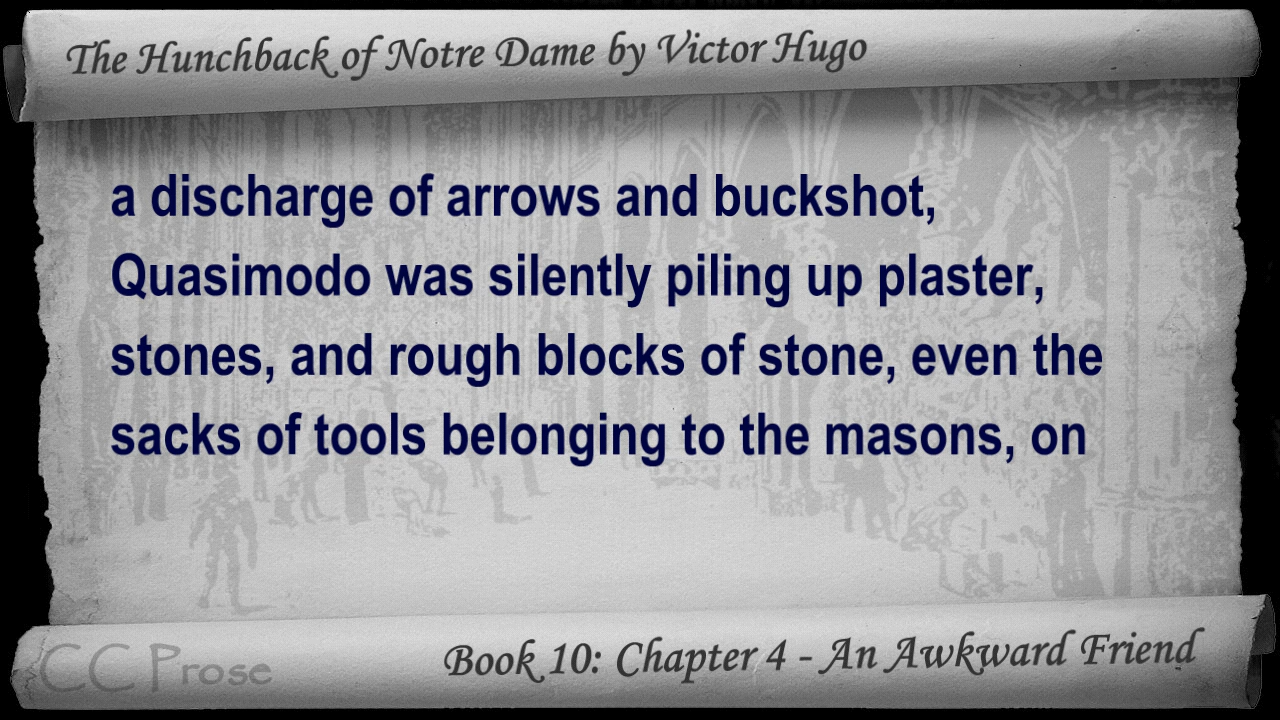 The Hunchback of Notre Dame by Victor Hugo
a discharge of arrows and buckshot,
Quasimodo was silently piling up plaster,
stones, and rough blocks of stone, even the
sacks of tools belonging to the masons, on
CC Prose
Book 10: Chapter 4 - An Awkward Friend